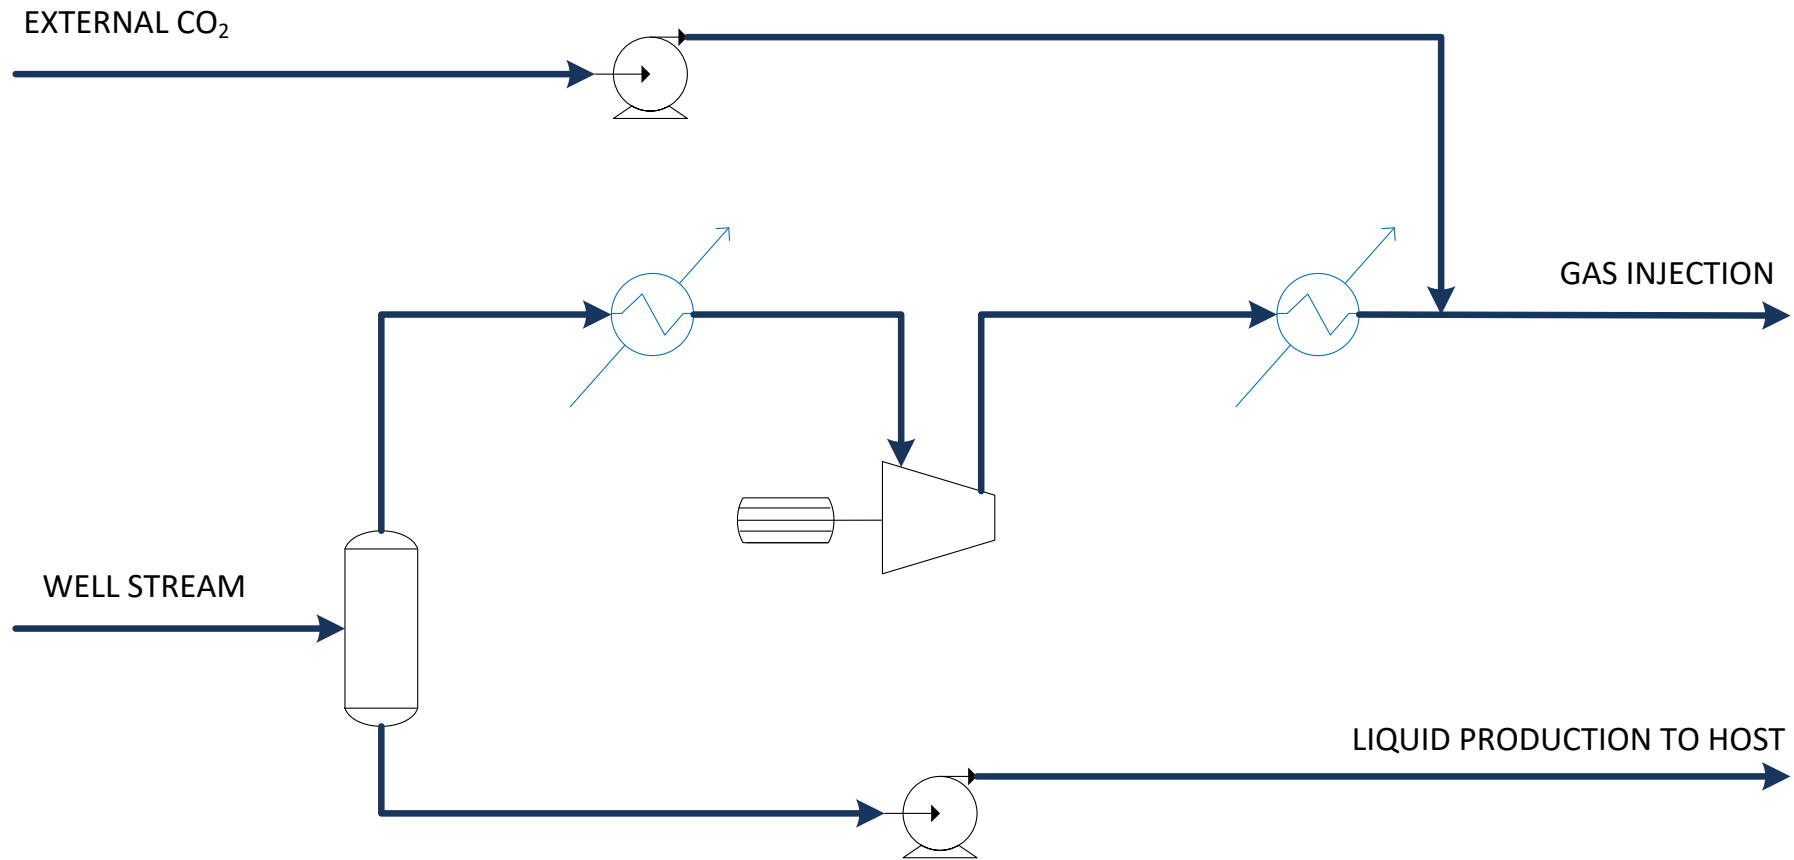 EXTERNAL CO₂
GAS INJECTION
WELL STREAM
LIQUID PRODUCTION TO HOST